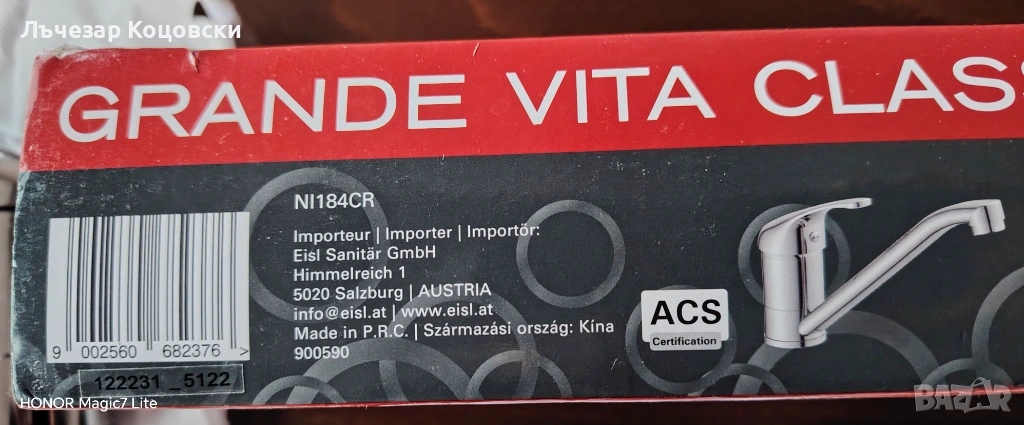 Лъчезар Коцовски
GRANDE VITA CLASS
NI184CR
Importeur | Importer | Importőr:
Eisl Sanitär GmbH
Himmelreich 1
5020 Salzburg | AUSTRIA
info@eisl.at | www.eisl.at
Made in P.R.C. | Származási ország: Kína
900590
ACS
Certification
9 002560 682376 >
122231 _5122
HONOR Magic7 Lite
BAZAR